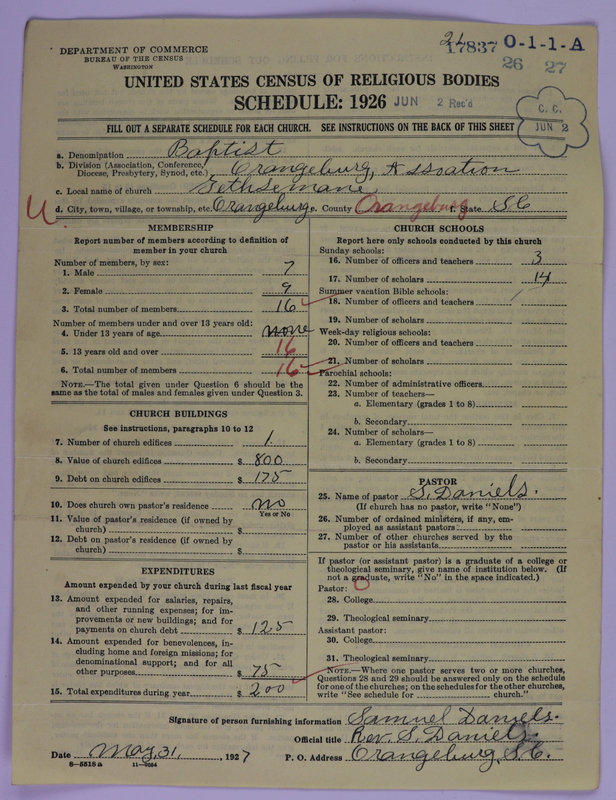 DEPARTMENT OF COMMERCE
BUREAU OF THE CENSUS
WASHINGTON
24
17837 O-1-1-A
26 27
UNITED STATES CENSUS OF RELIGIOUS BODIES
SCHEDULE: 1926 JUN 2 Rec'd
C. C.
JUN 2
FILL OUT A SEPARATE SCHEDULE FOR EACH CHURCH. SEE INSTRUCTIONS ON THE BACK OF THIS SHEET
a. Denomination Baptist
b. Division (Association, Conference, Diocese, Presbytery, Synod, etc.) Orangeburg, Assoation
c. Local name of church Gethsemane
U. d. City, town, village, or township, etc. Orangeburg e. County Orangeburg f. State S.C
MEMBERSHIP
Report number of members according to definition of
member in your church
Number of members, by sex:
1. Male 7
2. Female 9
3. Total number of members 16
Number of members under and over 13 years old:
4. Under 13 years of age none
5. 13 years old and over 16
6. Total number of members 16
NOTE.—The total given under Question 6 should be the
same as the total of males and females given under Question 3.
CHURCH BUILDINGS
See instructions, paragraphs 10 to 12
7. Number of church edifices 1
8. Value of church edifices $ 800
9. Debt on church edifices $ 175
10. Does church own pastor's residence no
Yes or No
11. Value of pastor's residence (if owned by
church) $
12. Debt on pastor's residence (if owned by
church) $
EXPENDITURES
Amount expended by your church during last fiscal year
13. Amount expended for salaries, repairs,
and other running expenses; for im-
provements or new buildings; and for
payments on church debt $ 125
14. Amount expended for benevolences, in-
cluding home and foreign missions; for
denominational support; and for all
other purposes $ 75
15. Total expenditures during year $ 200
CHURCH SCHOOLS
Report here only schools conducted by this church
Sunday schools:
16. Number of officers and teachers 3
17. Number of scholars 14
Summer vacation Bible schools:
18. Number of officers and teachers
19. Number of scholars
Week-day religious schools:
20. Number of officers and teachers
21. Number of scholars
Parochial schools:
22. Number of administrative officers
23. Number of teachers—
a. Elementary (grades 1 to 8)
b. Secondary
24. Number of scholars—
a. Elementary (grades 1 to 8)
b. Secondary
PASTOR
25. Name of pastor S. Daniels.
(If church has no pastor, write "None")
26. Number of ordained ministers, if any, em-
ployed as assistant pastors
27. Number of other churches served by the
pastor or his assistants
If pastor (or assistant pastor) is a graduate of a college or
theological seminary, give name of institution below. (If
not a graduate, write "No" in the space indicated.)
Pastor: O
28. College
29. Theological seminary
Assistant pastor:
30. College
31. Theological seminary
NOTE.—Where one pastor serves two or more churches,
Questions 28 and 29 should be answered only on the schedule
for one of the churches; on the schedules for the other churches,
write "See schedule for church."
Signature of person furnishing information Samuel Daniels.
Official title Rev. S. Daniels
Date May, 31, 1927 P. O. Address Orangeburg, S.C.
8—5518a 11—9094